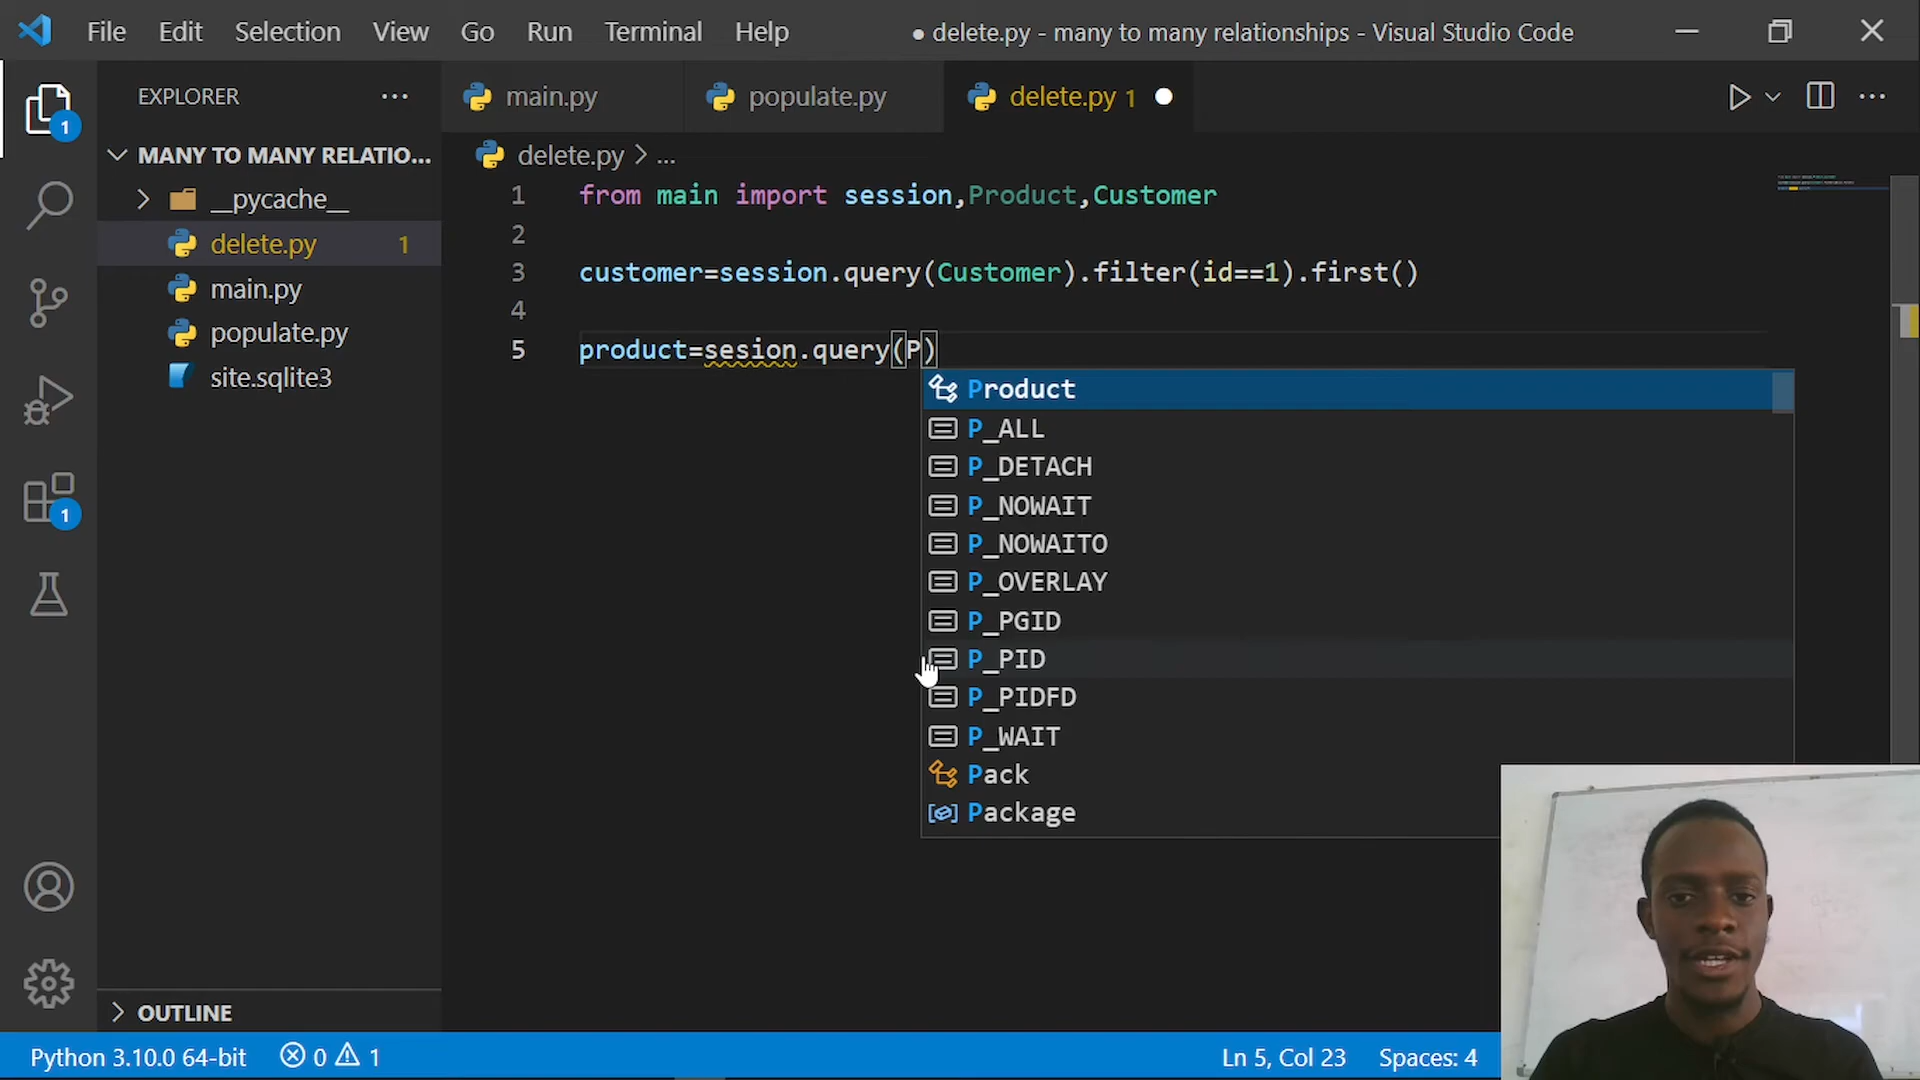 File Edit Selection View Go Run Terminal Help ● delete.py - many to many relationships - Visual Studio Code
EXPLORER ···
main.py populate.py delete.py 1
MANY TO MANY RELATIO...
delete.py > ...
__pycache__
delete.py 1
main.py
populate.py
site.sqlite3
1 from main import session,Product,Customer
2
3 customer=session.query(Customer).filter(id==1).first()
4
5 product=sesion.query(P)
Product
P_ALL
P_DETACH
P_NOWAIT
P_NOWAITO
P_OVERLAY
P_PGID
P_PID
P_PIDFD
P_WAIT
Pack
Package
1
1
OUTLINE
Python 3.10.0 64-bit 0 1 Ln 5, Col 23 Spaces: 4